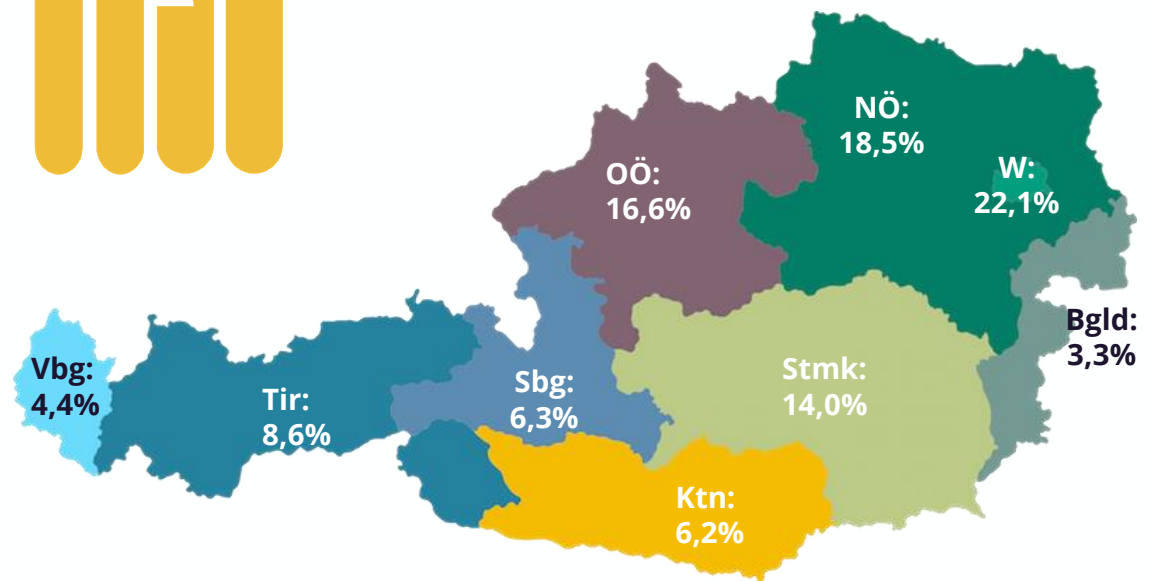 NÖ:
18,5%
W:
22,1%
OÖ:
16,6%
Bgld:
3,3%
Vbg:
4,4%
Tir:
8,6%
Sbg:
6,3%
Stmk:
14,0%
Ktn:
6,2%